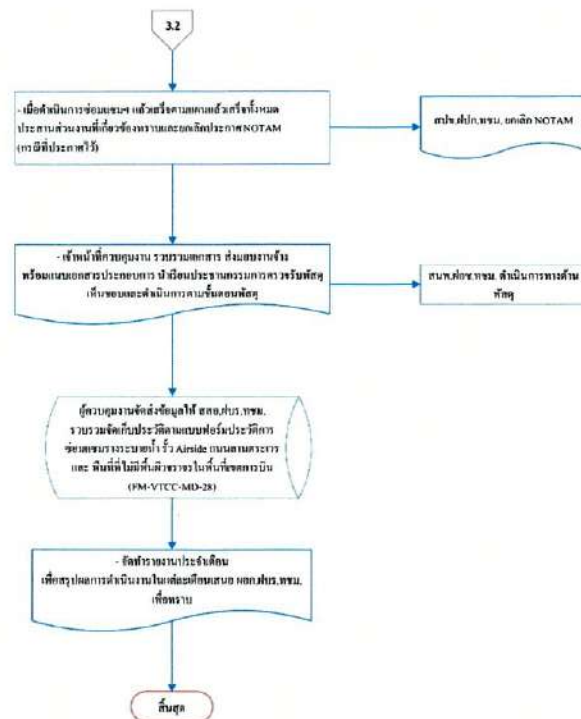 3.2
- เมื่อดำเนินการซ่อมแซมฯ แล้วเสร็จตามแผนแล้วเสร็จทั้งหมด
ประสานส่วนงานที่เกี่ยวข้องทราบและยกเลิกประกาศ NOTAM
(กรณีที่ประกาศไว้)
สปข.ฝปก.ทชม. ยกเลิก NOTAM
- เจ้าหน้าที่ควบคุมงาน รวบรวมเอกสาร ส่งมอบงานจ้าง
พร้อมแนบเอกสารประกอบการ นำเรียนประธานกรรมการตรวจรับพัสดุ
เห็นชอบและดำเนินการตามขั้นตอนพัสดุ
สนพ.ฝอช.ทชม. ดำเนินการทางด้าน
พัสดุ
ผู้ควบคุมงานจัดส่งข้อมูลให้ สสอ.ฝบร.ทชม.
รวบรวมจัดเก็บประวัติตามแบบฟอร์มประวัติการ
ซ่อมแซมรางระบายน้ำ รั้ว Airside ถนนลานตระการ
และ พื้นที่ที่ไม่มีพื้นผิวจราจรในพื้นที่เขตการบิน
(FM-VTCC-MD-28)
- จัดทำรายงานประจำเดือน
เพื่อสรุปผลการดำเนินงานในแต่ละเดือนเสนอ ผอก.ฝบร.ทชม.
เพื่อทราบ
สิ้นสุด